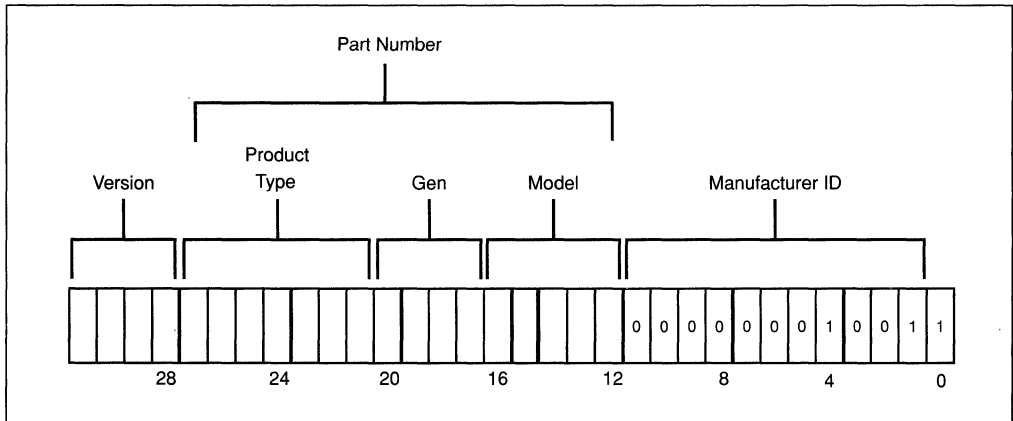 Part Number
Product
Version Type Gen Model Manufacturer ID
0 0 0 0 0 0 0 1 0 0 1 1
28 24 20 16 12 8 4 0